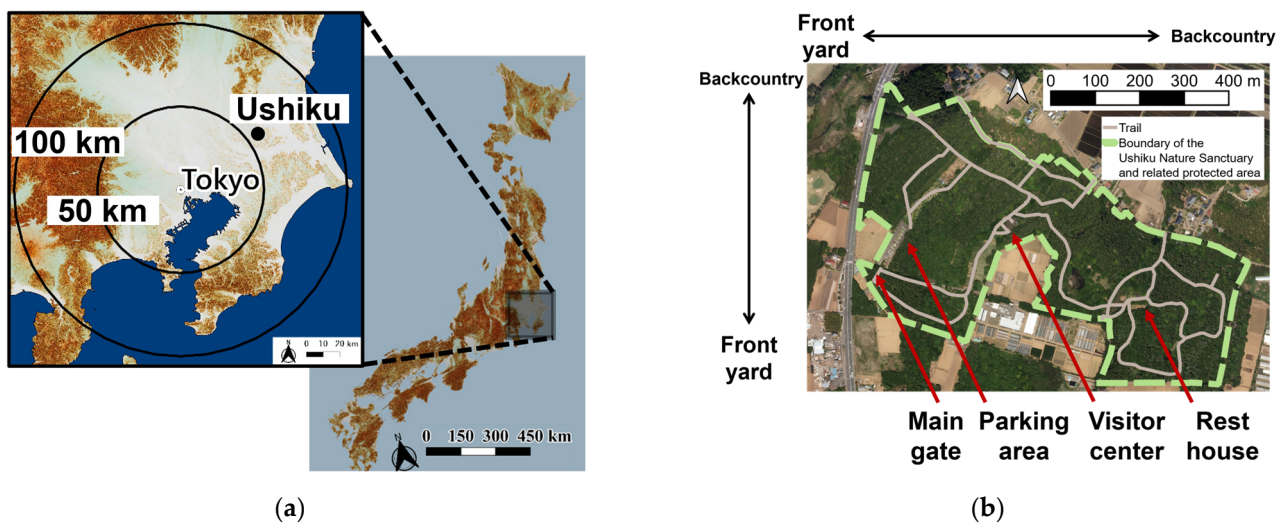 Ushiku
100 km
Tokyo
50 km
N
0 10 20 km
N
0 150 300 450 km
(a)
Front
yard
Backcountry
Backcountry
Front
yard
0 100 200 300 400 m
Trail
Boundary of the
Ushiku Nature Sanctuary
and related protected area
Main
gate
Parking
area
Visitor
center
Rest
house
(b)